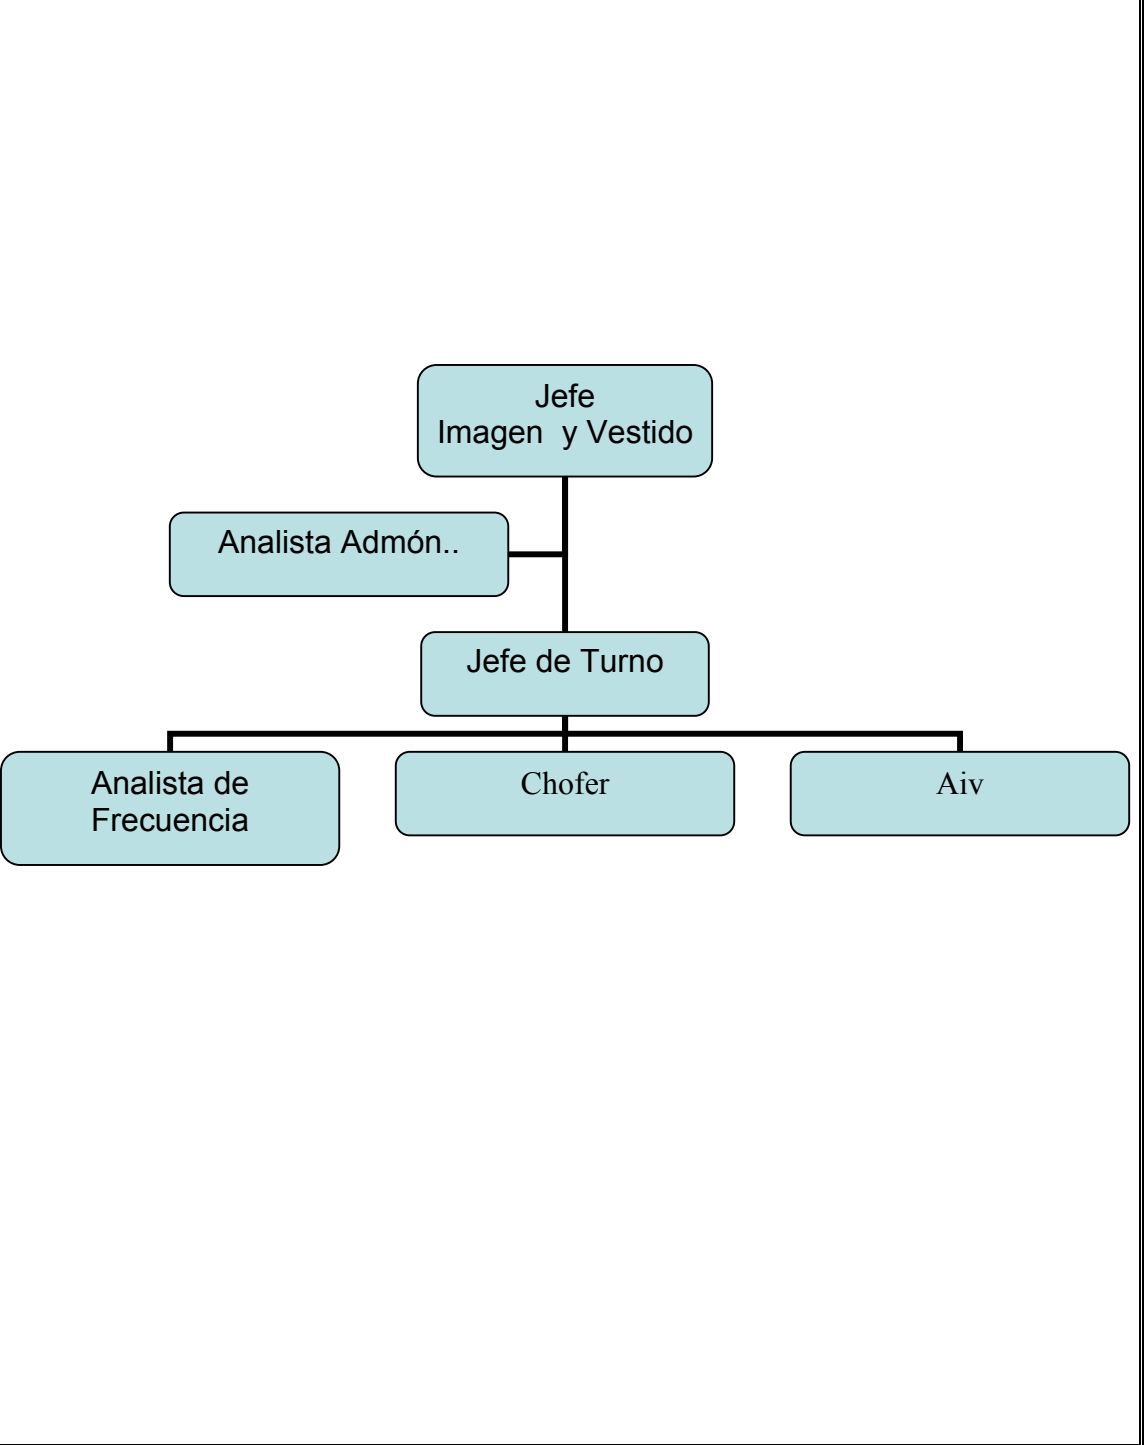 Jefe
Imagen  y Vestido
Analista Admón..
Jefe de Turno
Analista de
Frecuencia
Chofer
Aiv